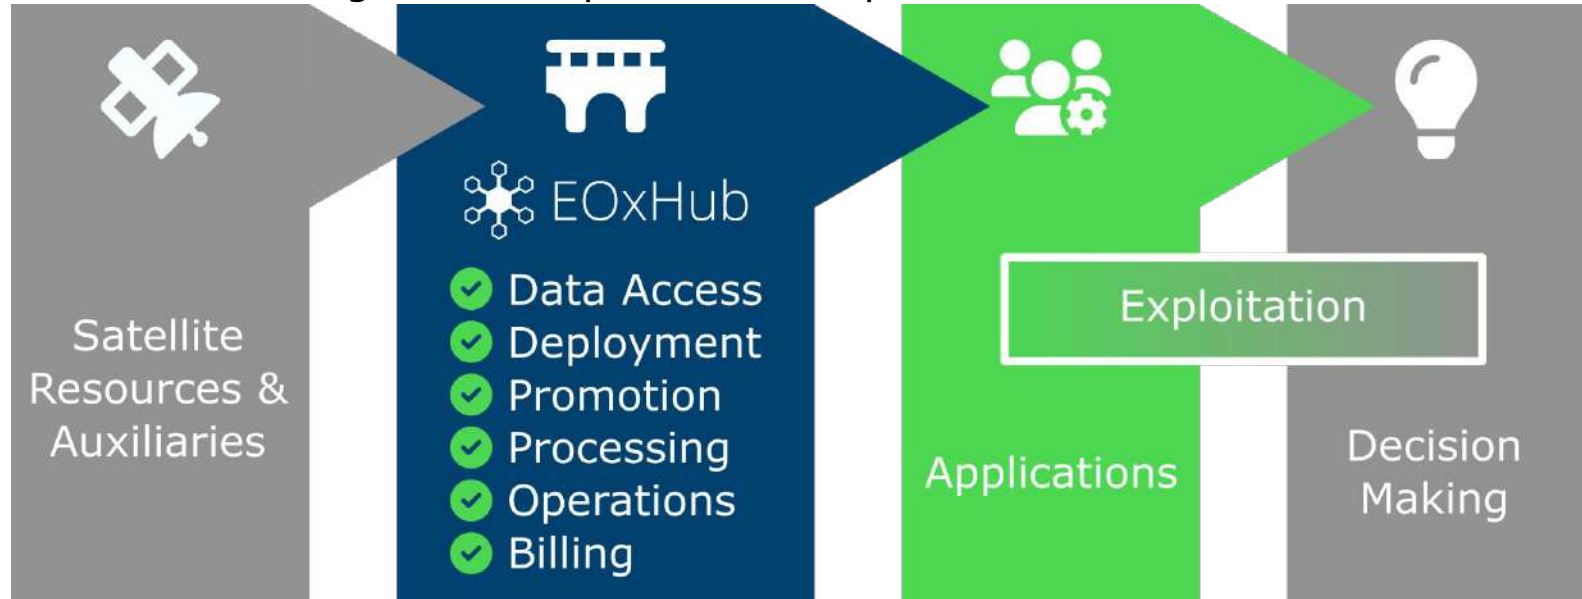 Satellite
Resources &
Auxiliaries
EOxHub
Data Access
Deployment
Promotion
Processing
Operations
Billing
Exploitation
Applications
Decision
Making